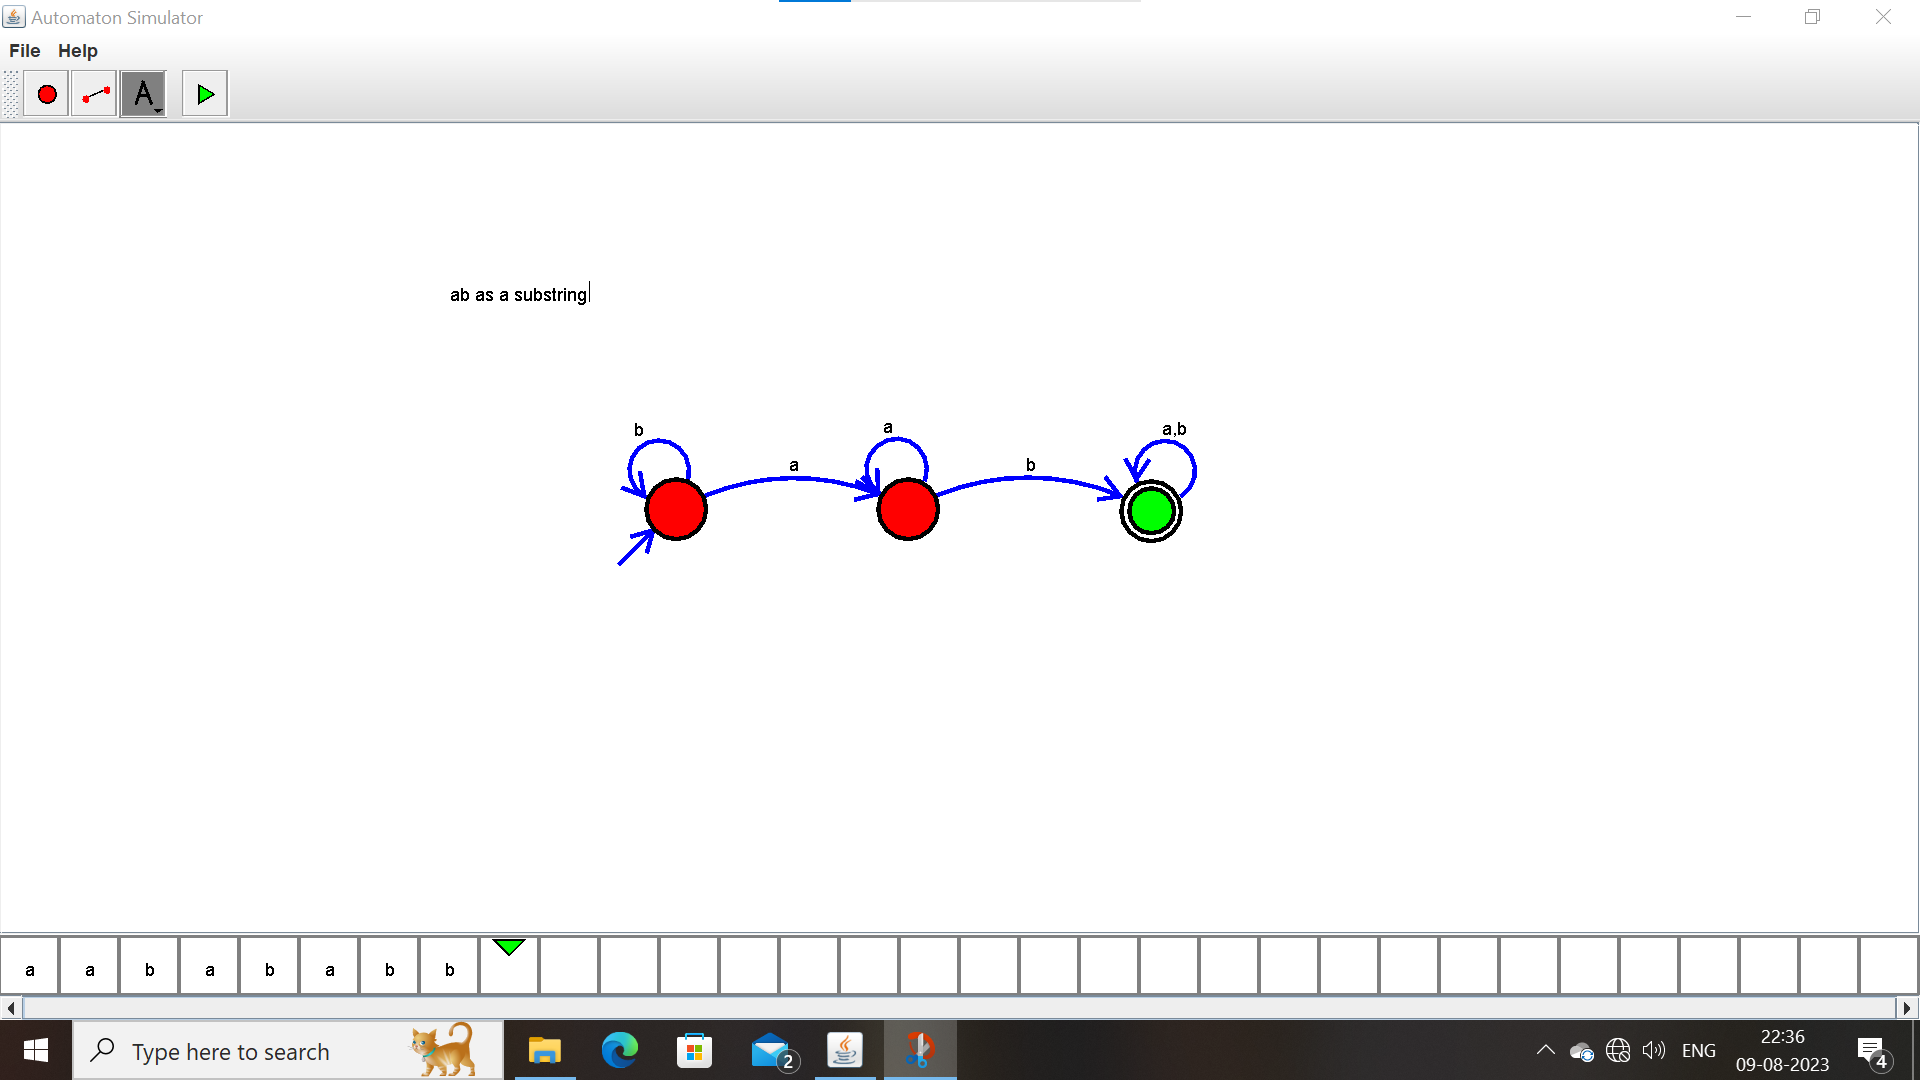 Automaton Simulator
File Help
A
ab as a substring
b a a b a,b
a a b a b a b b
Type here to search
2
ENG
22:36
09-08-2023
4